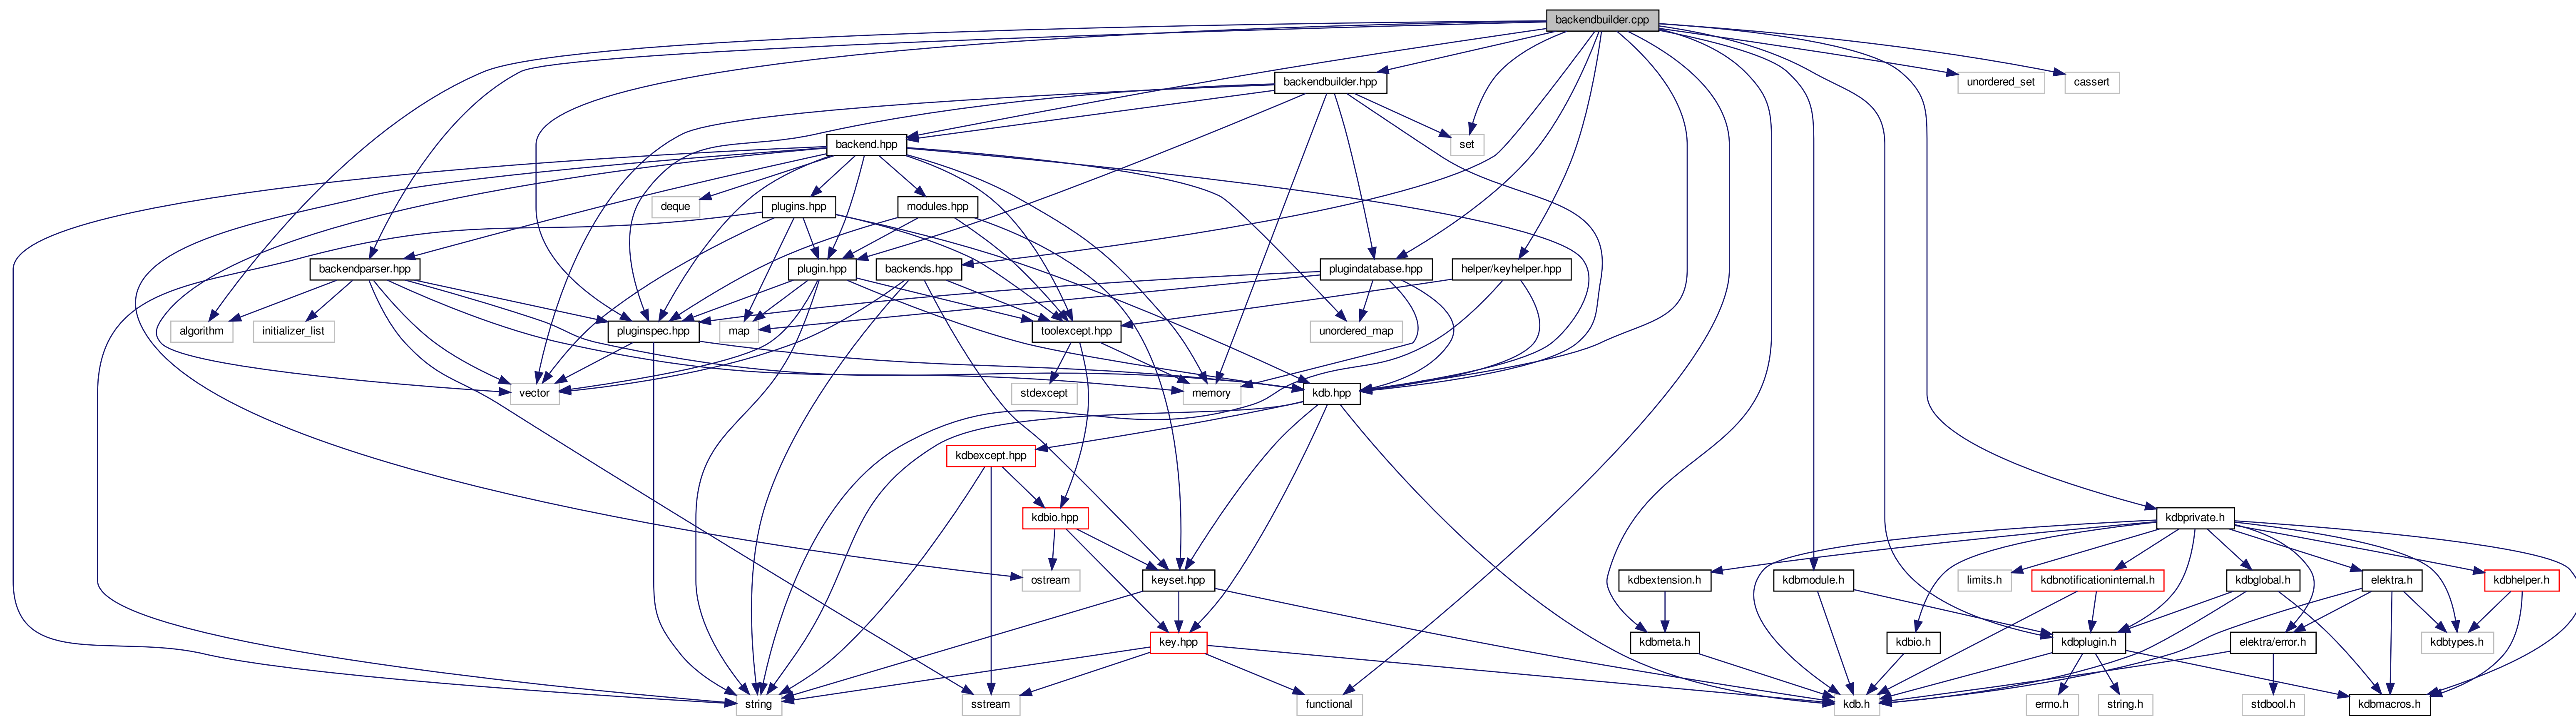 backendbuilder.cpp
backendbuilder.hpp
unordered_set
cassert
backend.hpp
set
deque
plugins.hpp
modules.hpp
backendparser.hpp
plugin.hpp
backends.hpp
plugindatabase.hpp
helper/keyhelper.hpp
algorithm
initializer_list
pluginspec.hpp
map
toolexcept.hpp
unordered_map
vector
stdexcept
memory
kdb.hpp
kdbexcept.hpp
kdbio.hpp
kdbprivate.h
ostream
keyset.hpp
kdbextension.h
kdbmodule.h
limits.h
kdbnotificationinternal.h
kdbglobal.h
elektra.h
kdbhelper.h
key.hpp
kdbmeta.h
kdbio.h
kdbplugin.h
elektra/error.h
kdbtypes.h
string
sstream
functional
kdb.h
errno.h
string.h
stdbool.h
kdbmacros.h